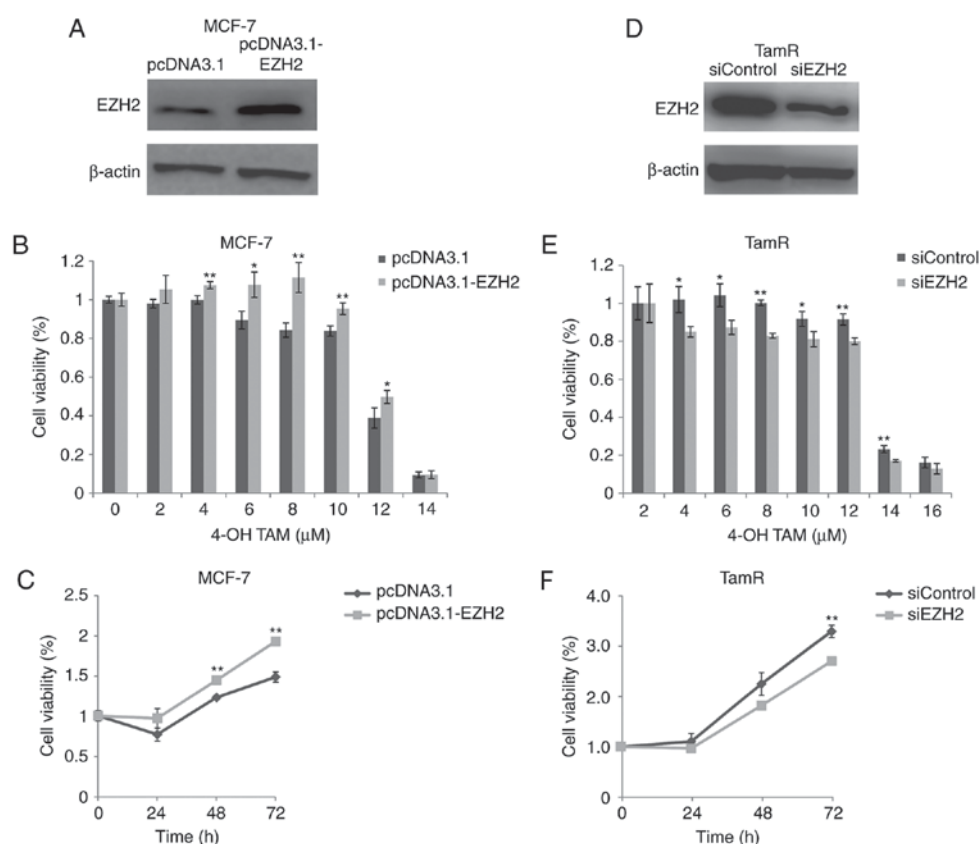 A
MCF-7
pcDNA3.1
pcDNA3.1-
EZH2
EZH2
β-actin
D
TamR
siControl siEZH2
EZH2
β-actin
B
MCF-7
pcDNA3.1
pcDNA3.1-EZH2
Cell viability (%)
1.2
1
0.8
0.6
0.4
0.2
0
** * ** ** *
0 2 4 6 8 10 12 14
4-OH TAM (μM)
E
TamR
siControl
siEZH2
Cell viability (%)
1.2
1.0
0.8
0.6
0.4
0.2
0
* * ** * ** **
2 4 6 8 10 12 14 16
4-OH TAM (μM)
C
MCF-7
pcDNA3.1
pcDNA3.1-EZH2
Cell viability (%)
2.5
2
1.5
1
0.5
0
** **
0 24 48 72
Time (h)
F
TamR
siControl
siEZH2
Cell viability (%)
4.0
3.0
2.0
1.0
0
**
0 24 48 72
Time (h)